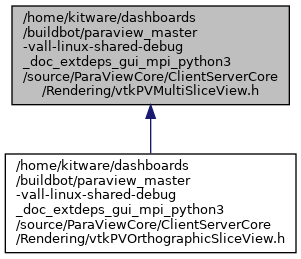 /home/kitware/dashboards
/buildbot/paraview_master
-vall-linux-shared-debug
_doc_extdeps_gui_mpi_python3
/source/ParaViewCore/ClientServerCore
/Rendering/vtkPVMultiSliceView.h
/home/kitware/dashboards
/buildbot/paraview_master
-vall-linux-shared-debug
_doc_extdeps_gui_mpi_python3
/source/ParaViewCore/ClientServerCore
/Rendering/vtkPVOrthographicSliceView.h